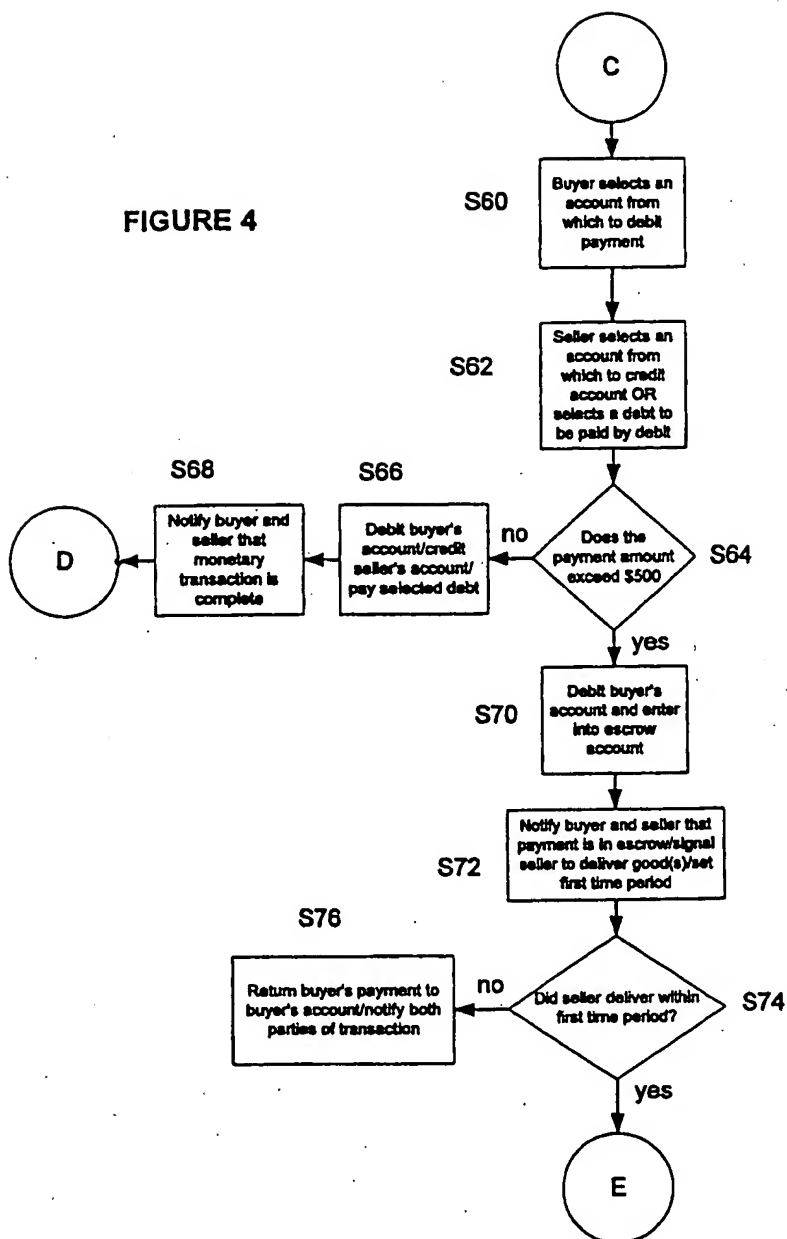 C
S60
Buyer selects an
account from
which to debit
payment
FIGURE 4
S62
Seller selects an
account from
which to credit
account OR
selects a debt to
be paid by debit
S68
S66
D
Notify buyer and
seller that
monetary
transaction is
complete
Debit buyer's
account/credit
seller's account/
pay selected debt
no
Does the
payment amount
exceed $500
S64
yes
S70
Debit buyer's
account and enter
into escrow
account
S72
Notify buyer and seller that
payment is in escrow/signal
seller to deliver good(s)/set
first time period
S76
Return buyer's payment to
buyer's account/notify both
parties of transaction
no
Did seller deliver within
first time period?
S74
yes
E